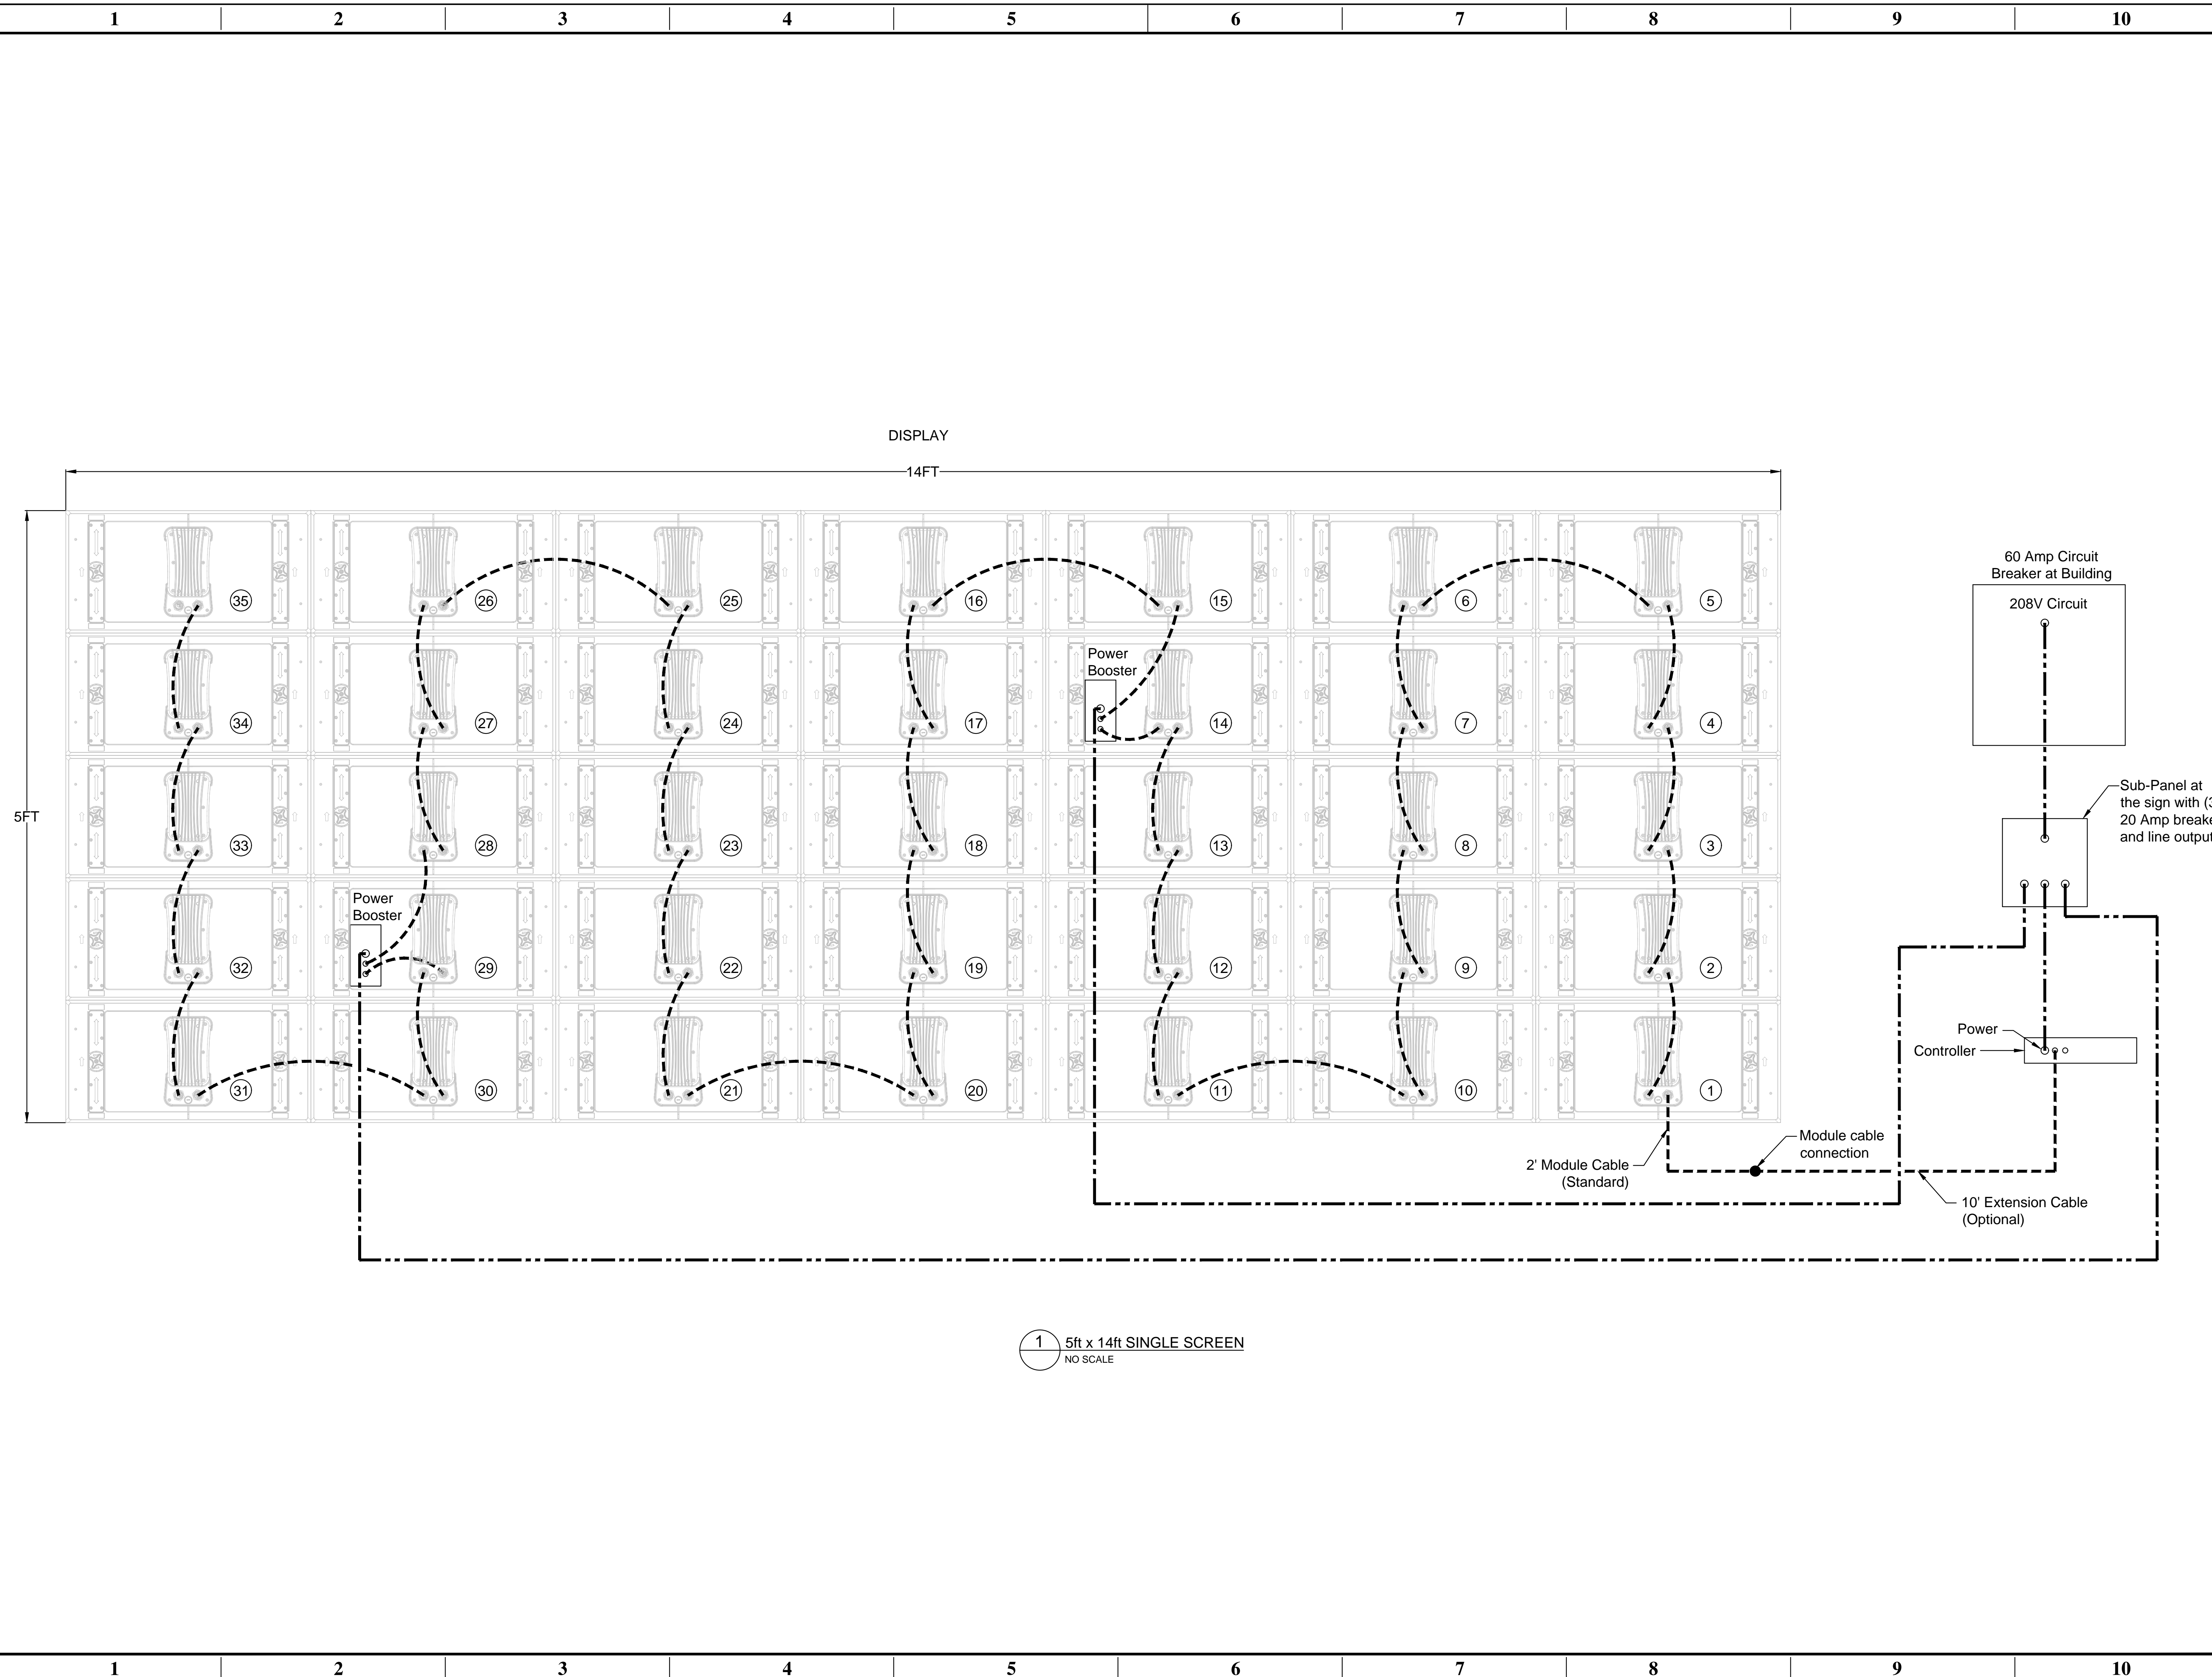 1 2 3 4 5 6 7 8 9 10
DISPLAY
14FT
5FT
35 26 25 16 15 6 5
Power
Booster
34 27 24 17 14 7 4
33 28 23 18 13 8 3
Power
Booster
32 29 22 19 12 9 2
31 30 21 20 11 10 1
60 Amp Circuit
Breaker at Building
208V Circuit
Sub-Panel at
the sign with (3
20 Amp breake
and line output
Power
Controller
Module cable
connection
2' Module Cable
(Standard)
10' Extension Cable
(Optional)
1 5ft x 14ft SINGLE SCREEN
NO SCALE
1 2 3 4 5 6 7 8 9 10